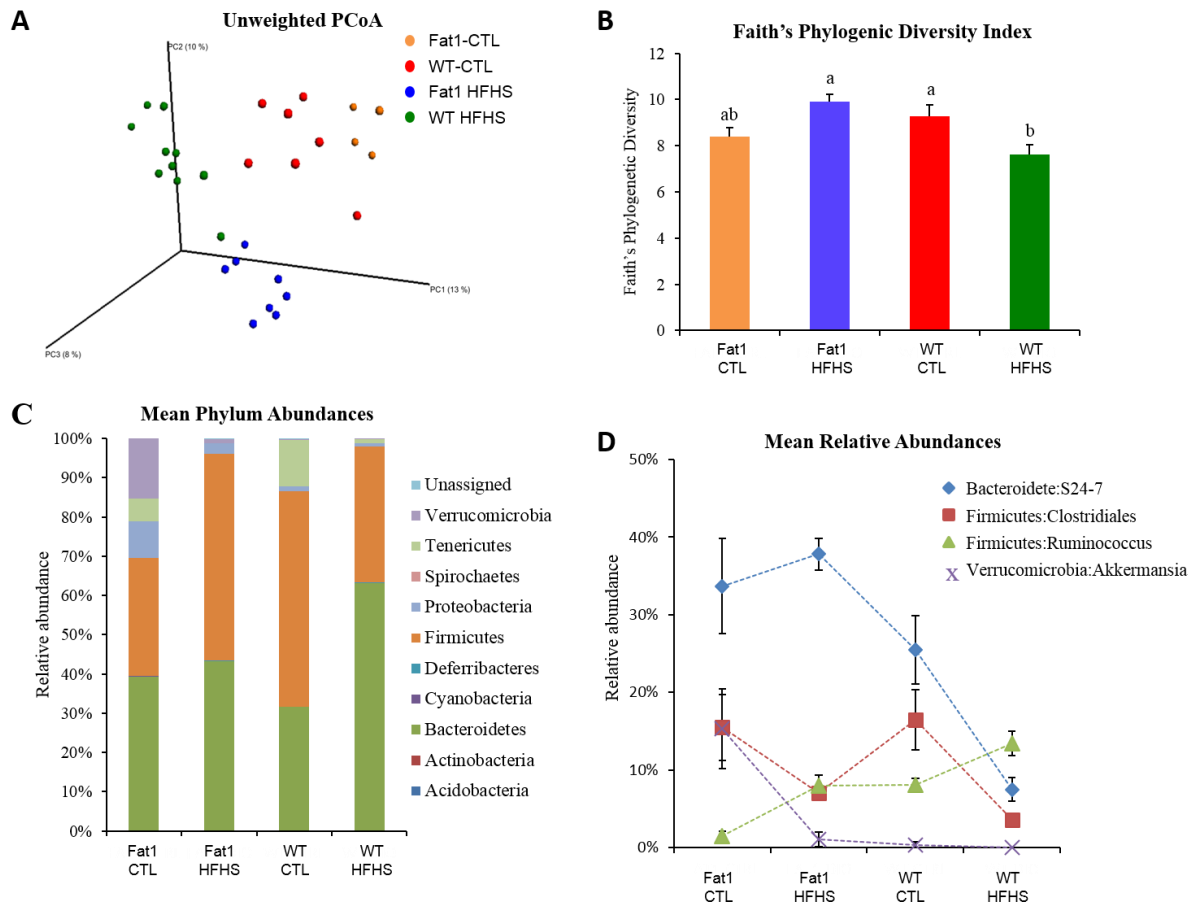 A
Unweighted PCoA
PC2 (10 %)
Fat1-CTL
WT-CTL
Fat1 HFHS
WT HFHS
PC1 (13 %)
PC3 (8 %)
B
Faith's Phylogenic Diversity Index
Faith's Phylogenetic Diversity
12
10
8
6
4
2
0
ab
a
a
b
Fat1
CTL
Fat1
HFHS
WT
CTL
WT
HFHS
C
Mean Phylum Abundances
Relative abundance
100%
90%
80%
70%
60%
50%
40%
30%
20%
10%
0%
Fat1
CTL
Fat1
HFHS
WT
CTL
WT
HFHS
Unassigned
Verrucomicrobia
Tenericutes
Spirochaetes
Proteobacteria
Firmicutes
Deferribacteres
Cyanobacteria
Bacteroidetes
Actinobacteria
Acidobacteria
D
Mean Relative Abundances
Relative abundance
50%
40%
30%
20%
10%
0%
Bacteroidete:S24-7
Firmicutes:Clostridiales
Firmicutes:Ruminococcus
Verrucomicrobia:Akkermansia
Fat1
CTL
Fat1
HFHS
WT
CTL
WT
HFHS